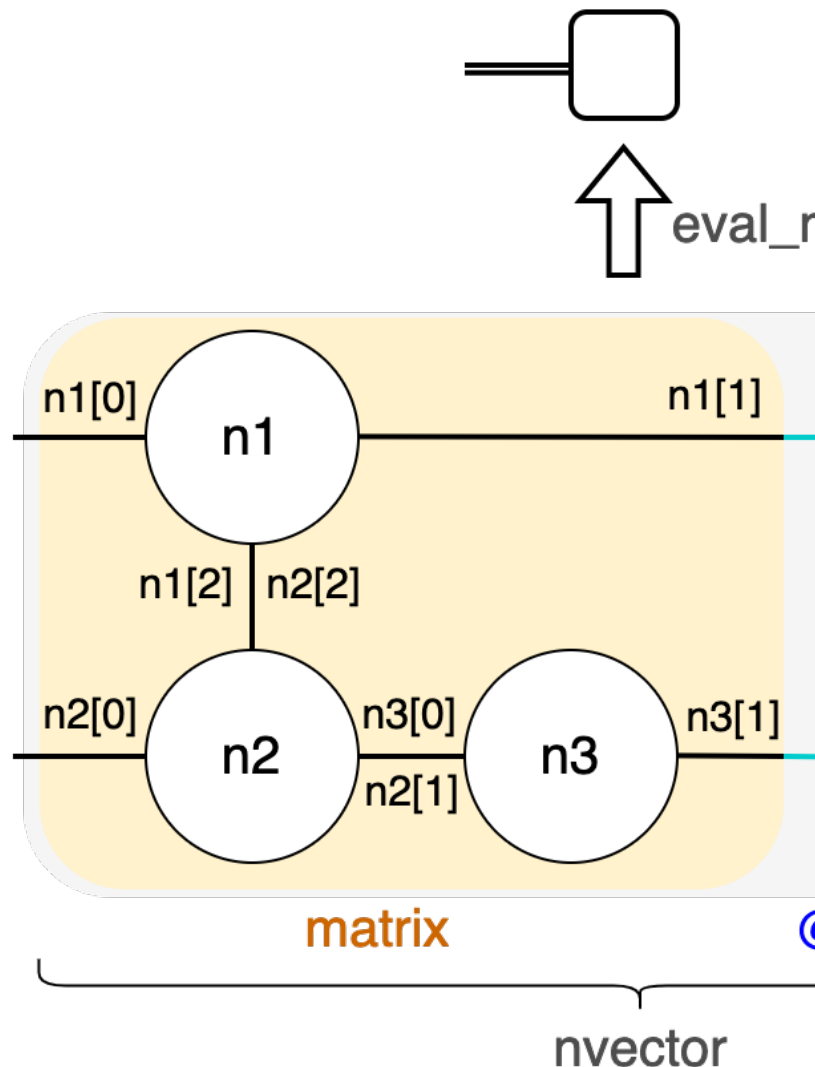 eval_
n1[0]
n1[1]
n1
n1[2] n2[2]
n2[0]
n3[0]
n3[1]
n2
n3
n2[1]
matrix
nvector